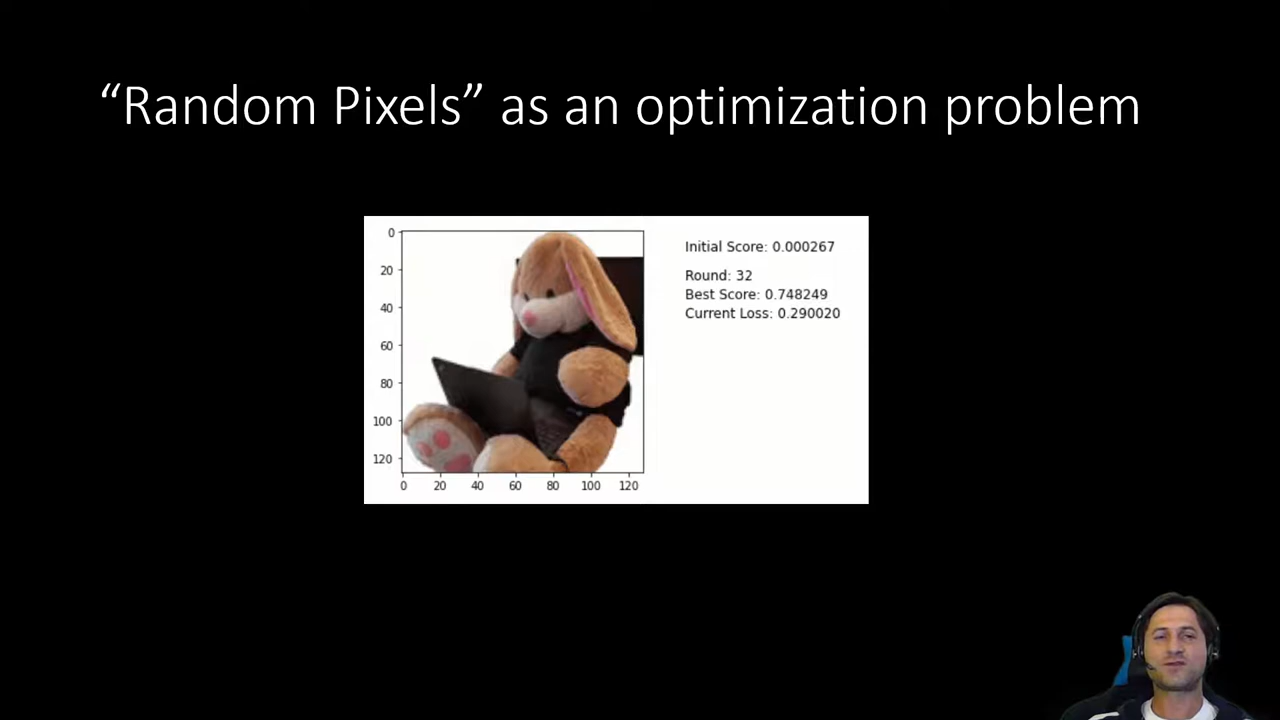 “Random Pixels” as an optimization problem
0
20
40
60
80
100
120
0 20 40 60 80 100 120
Initial Score: 0.000267
Round: 32
Best Score: 0.748249
Current Loss: 0.290020